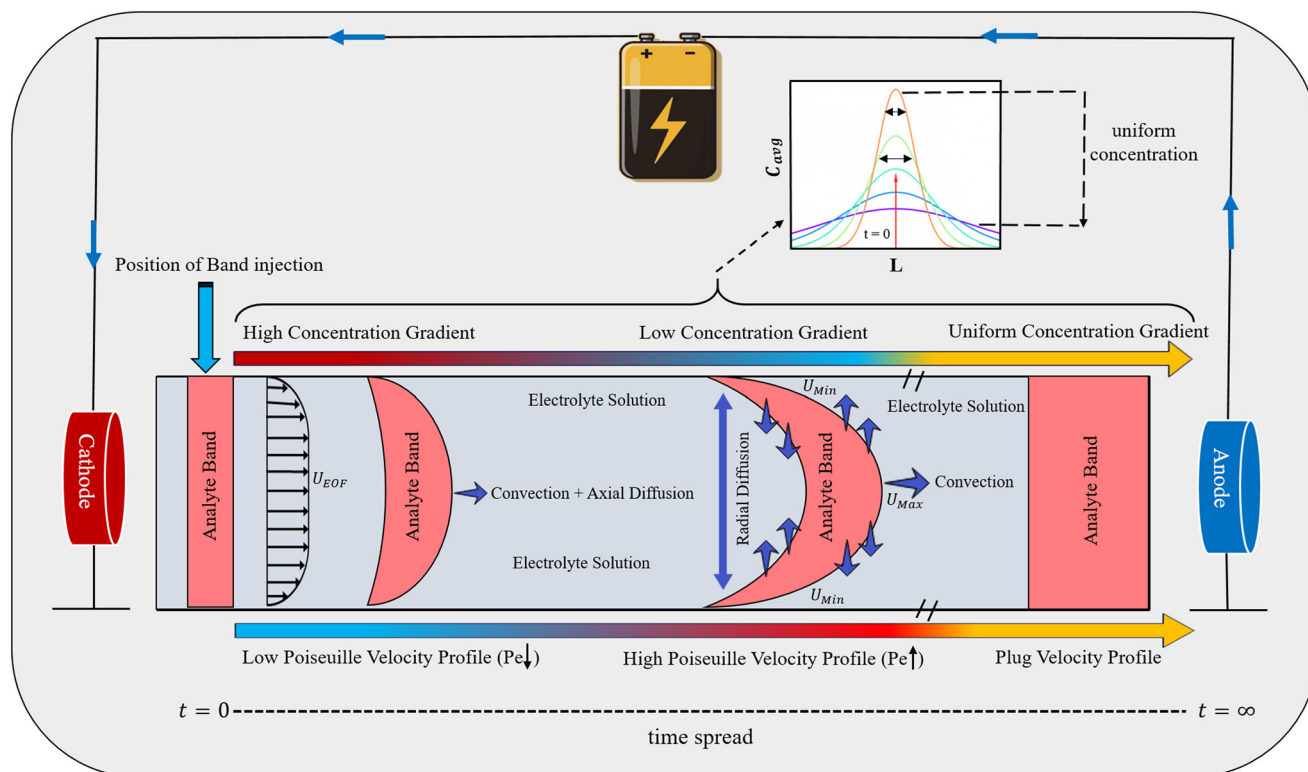 + −
C_avg
t = 0
L
uniform
concentration
Position of Band injection
High Concentration Gradient
Low Concentration Gradient
Uniform Concentration Gradient
Cathode
Analyte Band
U_EOF
Analyte Band
Electrolyte Solution
Convection + Axial Diffusion
Electrolyte Solution
Radial Diffusion
Analyte Band
U_Min
U_Max
U_Min
Electrolyte Solution
Convection
Analyte Band
Anode
Low Poiseuille Velocity Profile (Pe↓)
High Poiseuille Velocity Profile (Pe↑)
Plug Velocity Profile
t = 0
t = ∞
time spread